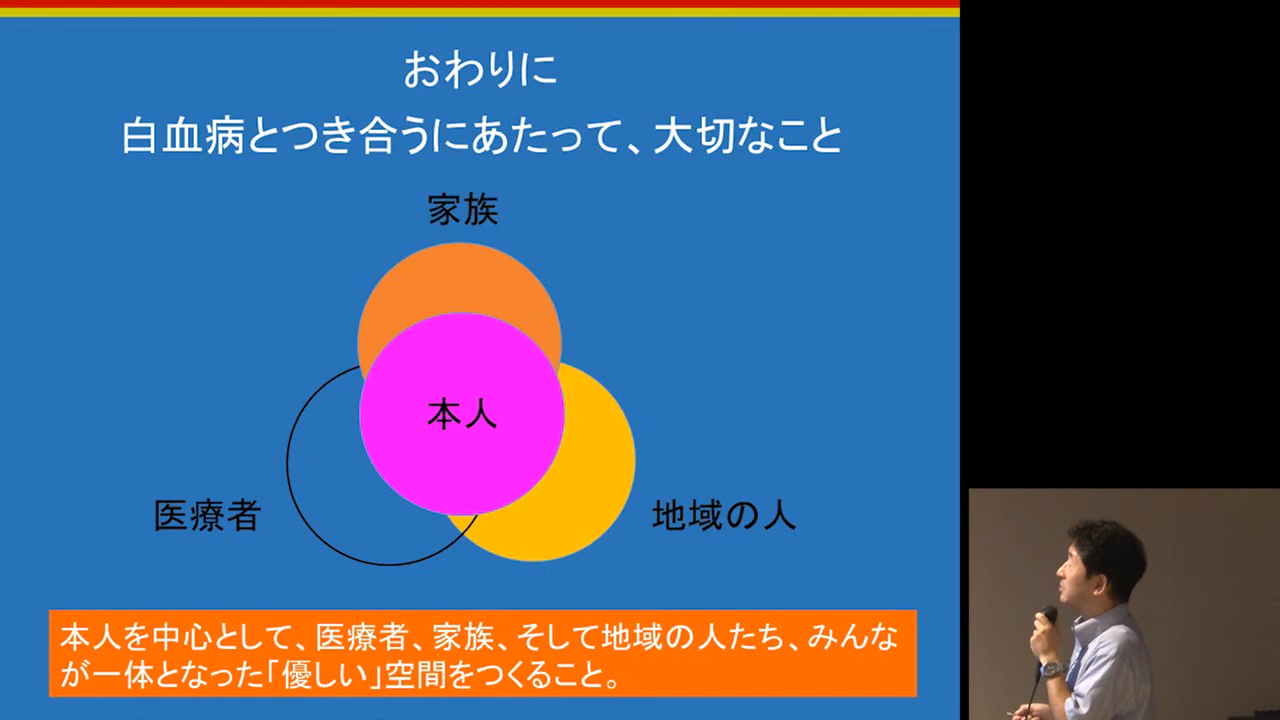 おわりに
白血病とつき合うにあたって、大切なこと
家族
本人
医療者
地域の人
本人を中心として、医療者、家族、そして地域の人たち、みんな
が一体となった「優しい」空間をつくること。